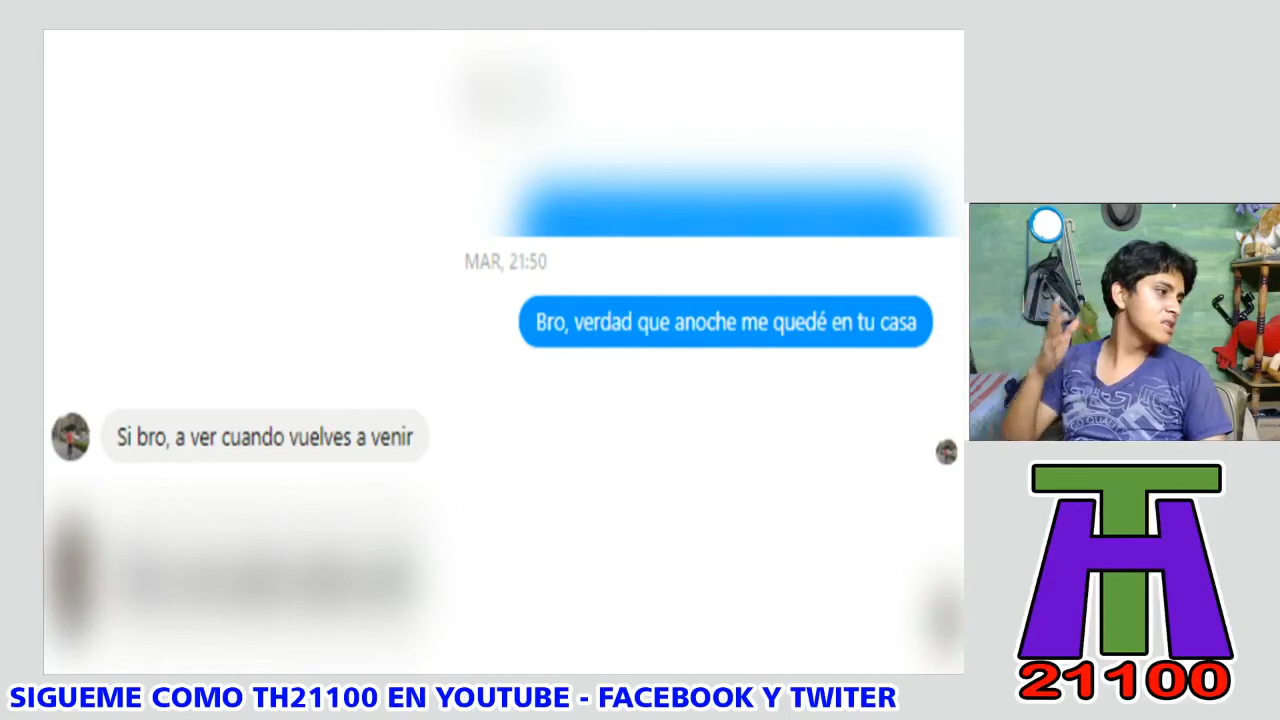 MAR, 21:50
Bro, verdad que anoche me quedé en tu casa
Si bro, a ver cuando vuelves a venir
TH
21100
SIGUEME COMO TH21100 EN YOUTUBE - FACEBOOK Y TWITER